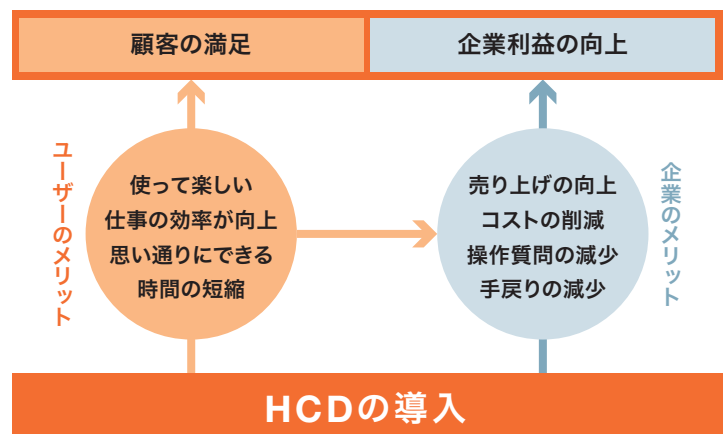 顧客の満足
企業利益の向上
ユーザーのメリット
使って楽しい
仕事の効率が向上
思い通りにできる
時間の短縮
売り上げの向上
コストの削減
操作質問の減少
手戻りの減少
企業のメリット
HCDの導入